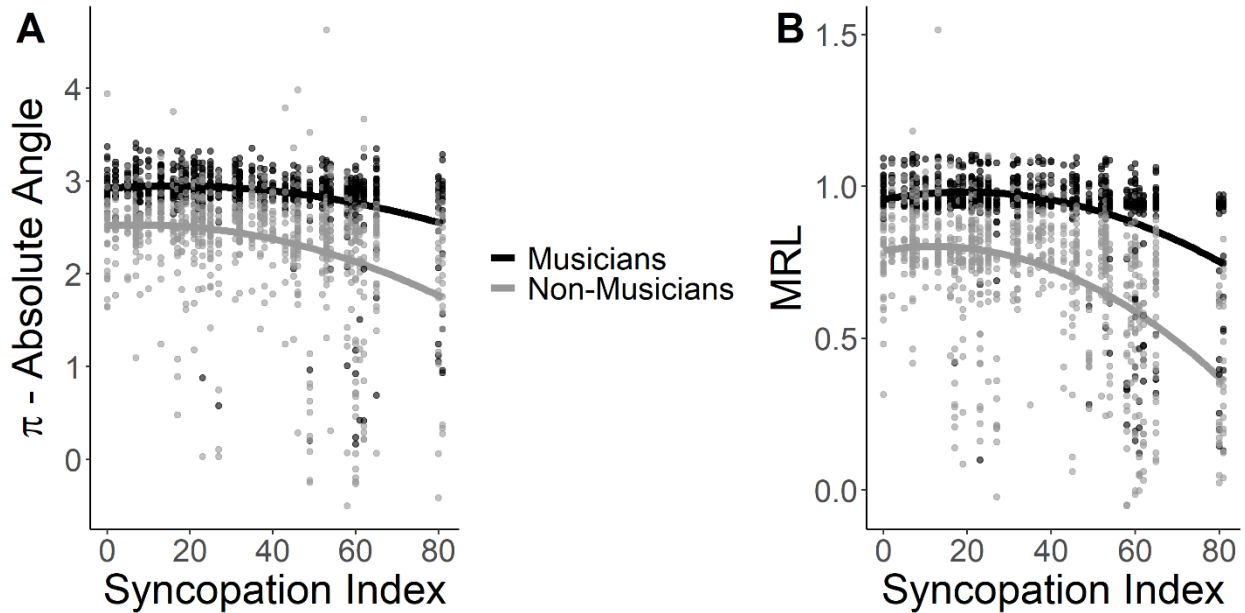 A
π - Absolute Angle
4
3
2
1
0
0 20 40 60 80
Syncopation Index
Musicians
Non-Musicians
B
MRL
1.5
1.0
0.5
0.0
0 20 40 60 80
Syncopation Index